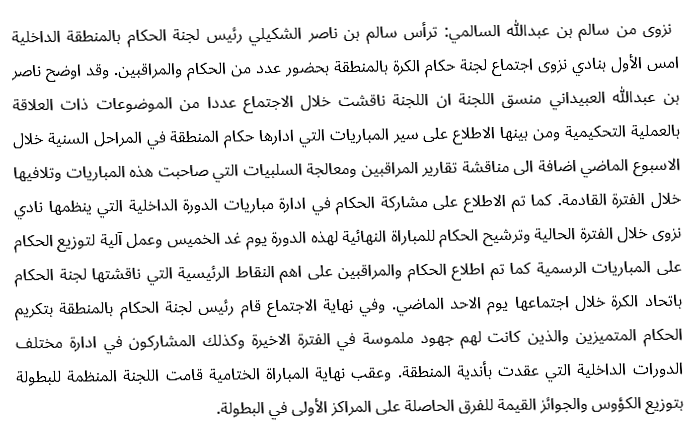 نزوى من سالم بن عبدالله السالمي: ترأس سالم بن ناصر الشكيلي رئيس لجنة الحكام بالمنطقة الداخلية
امس الأول بنادي نزوى اجتماع لجنة حكام الكرة بالمنطقة بحضور عدد من الحكام والمراقبين. وقد اوضح ناصر
بن عبدالله العبيداني منسق اللجنة ان اللجنة ناقشت خلال الاجتماع عددا من الموضوعات ذات العلاقة
بالعملية التحكيمية ومن بينها الاطلاع على سير المباريات التي ادارها حكام المنطقة في المراحل السنية خلال
الاسبوع الماضي اضافة الى مناقشة تقارير المراقبين ومعالجة السلبيات التي صاحبت هذه المباريات وتلافيها
خلال الفترة القادمة. كما تم الاطلاع على مشاركة الحكام في ادارة مباريات الدورة الداخلية التي ينظمها نادي
نزوى خلال الفترة الحالية وترشيح الحكام للمباراة النهائية لهذه الدورة يوم غد الخميس وعمل آلية لتوزيع الحكام
على المباريات الرسمية كما تم اطلاع الحكام والمراقبين على اهم النقاط الرئيسية التي ناقشتها لجنة الحكام
باتحاد الكرة خلال اجتماعها يوم الاحد الماضي. وفي نهاية الاجتماع قام رئيس لجنة الحكام بالمنطقة بتكريم
الحكام المتميزين والذين كانت لهم جهود ملموسة في الفترة الاخيرة وكذلك المشاركون في ادارة مختلف
الدورات الداخلية التي عقدت بأندية المنطقة. وعقب نهاية المباراة الختامية قامت اللجنة المنظمة للبطولة
بتوزيع الكؤوس والجوائز القيمة للفرق الحاصلة على المراكز الأولى في البطولة.